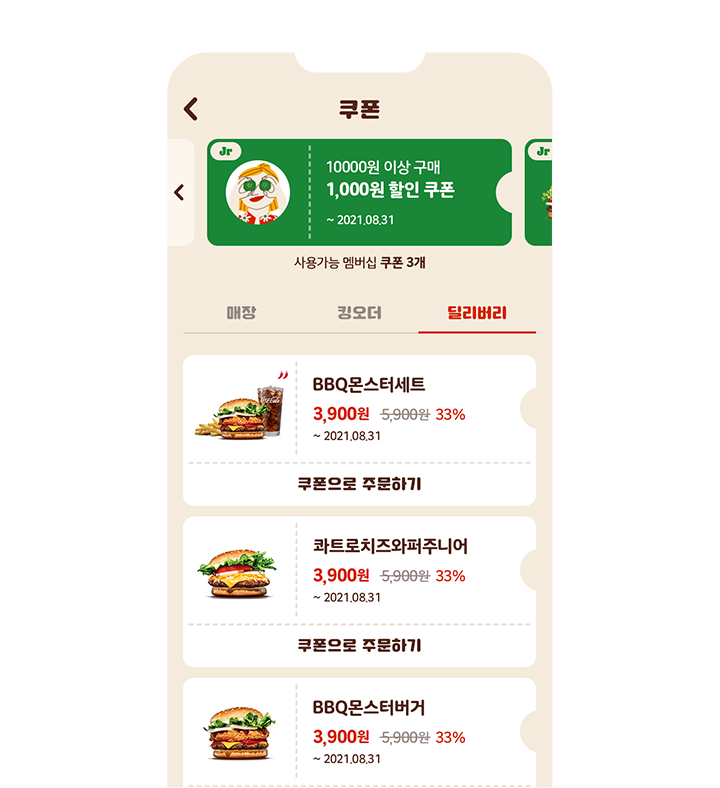 쿠폰
Jr
10000원 이상 구매
1,000원 할인 쿠폰
~ 2021.08.31
Jr
사용가능 멤버십 쿠폰 3개
매장 킹오더 딜리버리
BBQ몬스터세트
3,900원 5,900원 33%
~ 2021.08.31
쿠폰으로 주문하기
콰트로치즈와퍼주니어
3,900원 5,900원 33%
~ 2021.08.31
쿠폰으로 주문하기
BBQ몬스터버거
3,900원 5,900원 33%
~ 2021.08.31